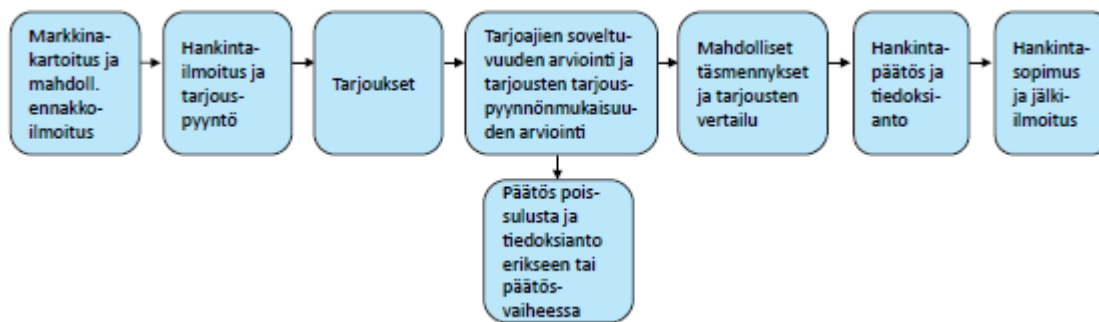 Markkina-
kartoitus ja
mahdoll.
ennakko-
ilmoitus
Hankinta-
ilmoitus ja
tarjous-
pyyntö
Tarjoukset
Tarjoajien soveltu-
vuuden arviointi ja
tarjousten tarjous-
pyynnönmukaisuu-
den arviointi
Mahdolliset
täsmennykset
ja tarjousten
vertailu
Hankinta-
päätös ja
tiedoksi-
anto
Hankinta-
sopimus
ja jälki-
ilmoitus
Päätös pois-
sulusta ja
tiedoksianto
erikseen tai
päätös-
vaiheessa